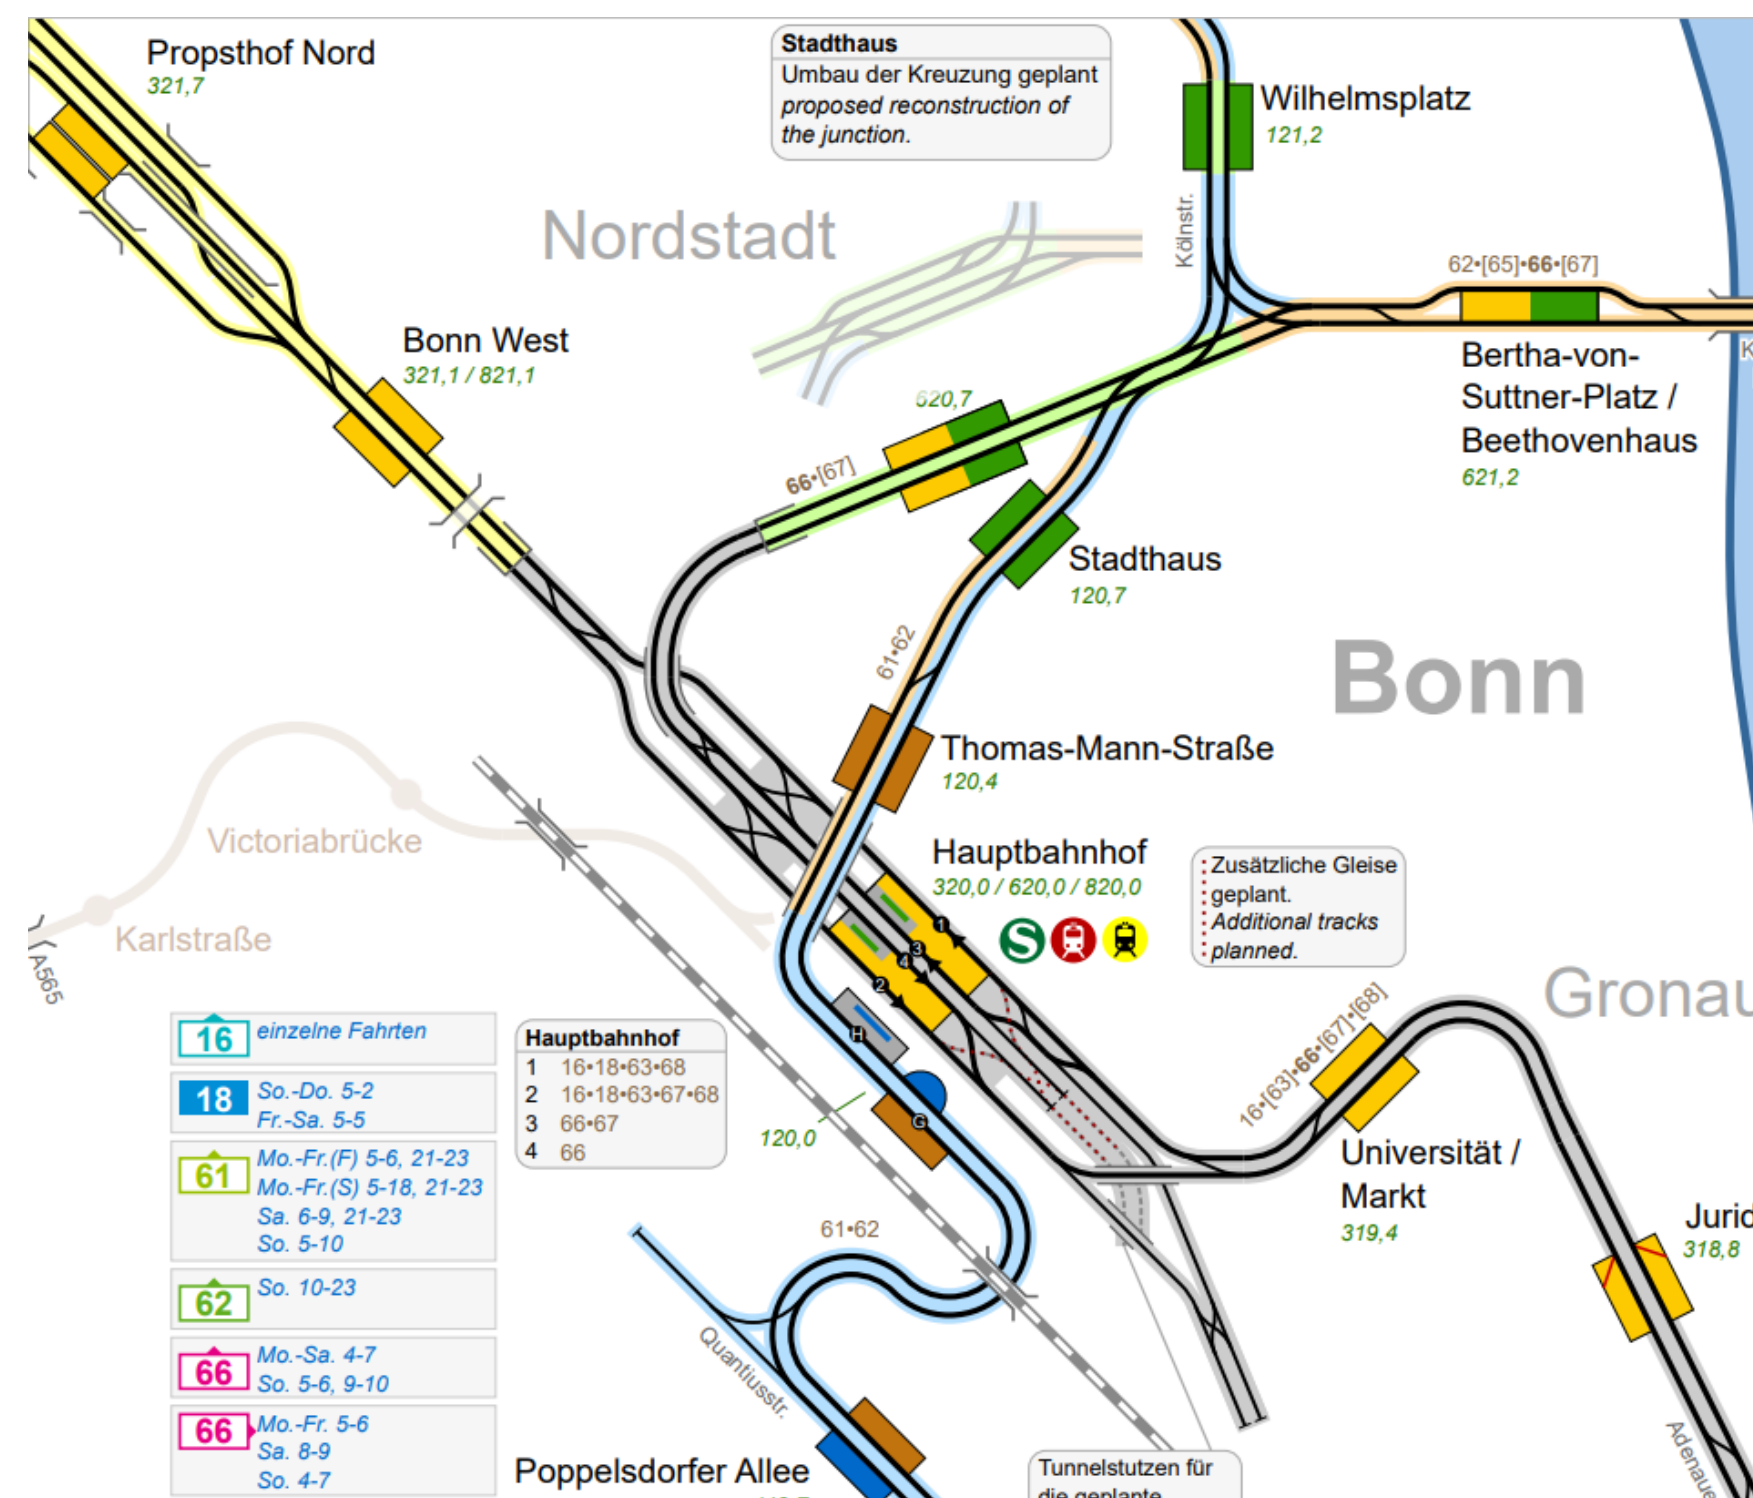 Propsthof Nord
321,7
Stadthaus
Umbau der Kreuzung geplant
proposed reconstruction of
the junction.
Wilhelmsplatz
121,2
Nordstadt
Kölnstr.
62•[65]•66•[67]
Bonn West
321,1 / 821,1
Bertha-von-
Suttner-Platz /
Beethovenhaus
621,2
620,7
66•[67]
Stadthaus
120,7
61•62
Bonn
Thomas-Mann-Straße
120,4
Victoriabrücke
Karlstraße
A565
Hauptbahnhof
320,0 / 620,0 / 820,0
S
Zusätzliche Gleise
geplant.
Additional tracks
planned.
1
3
4
2
H
G
Gronau
16•[63]•66•[67]•[68]
16 einzelne Fahrten
18 So.-Do. 5-2
Fr.-Sa. 5-5
61 Mo.-Fr.(F) 5-6, 21-23
Mo.-Fr.(S) 5-18, 21-23
Sa. 6-9, 21-23
So. 5-10
62 So. 10-23
66 Mo.-Sa. 4-7
So. 5-6, 9-10
66 Mo.-Fr. 5-6
Sa. 8-9
So. 4-7
Hauptbahnhof
1 16•18•63•68
2 16•18•63•67•68
3 66•67
4 66
120,0
61•62
Quantiusstr.
Universität /
Markt
319,4
Jurid
318,8
Adenaue
Poppelsdorfer Allee
Tunnelstutzen für
die geplante